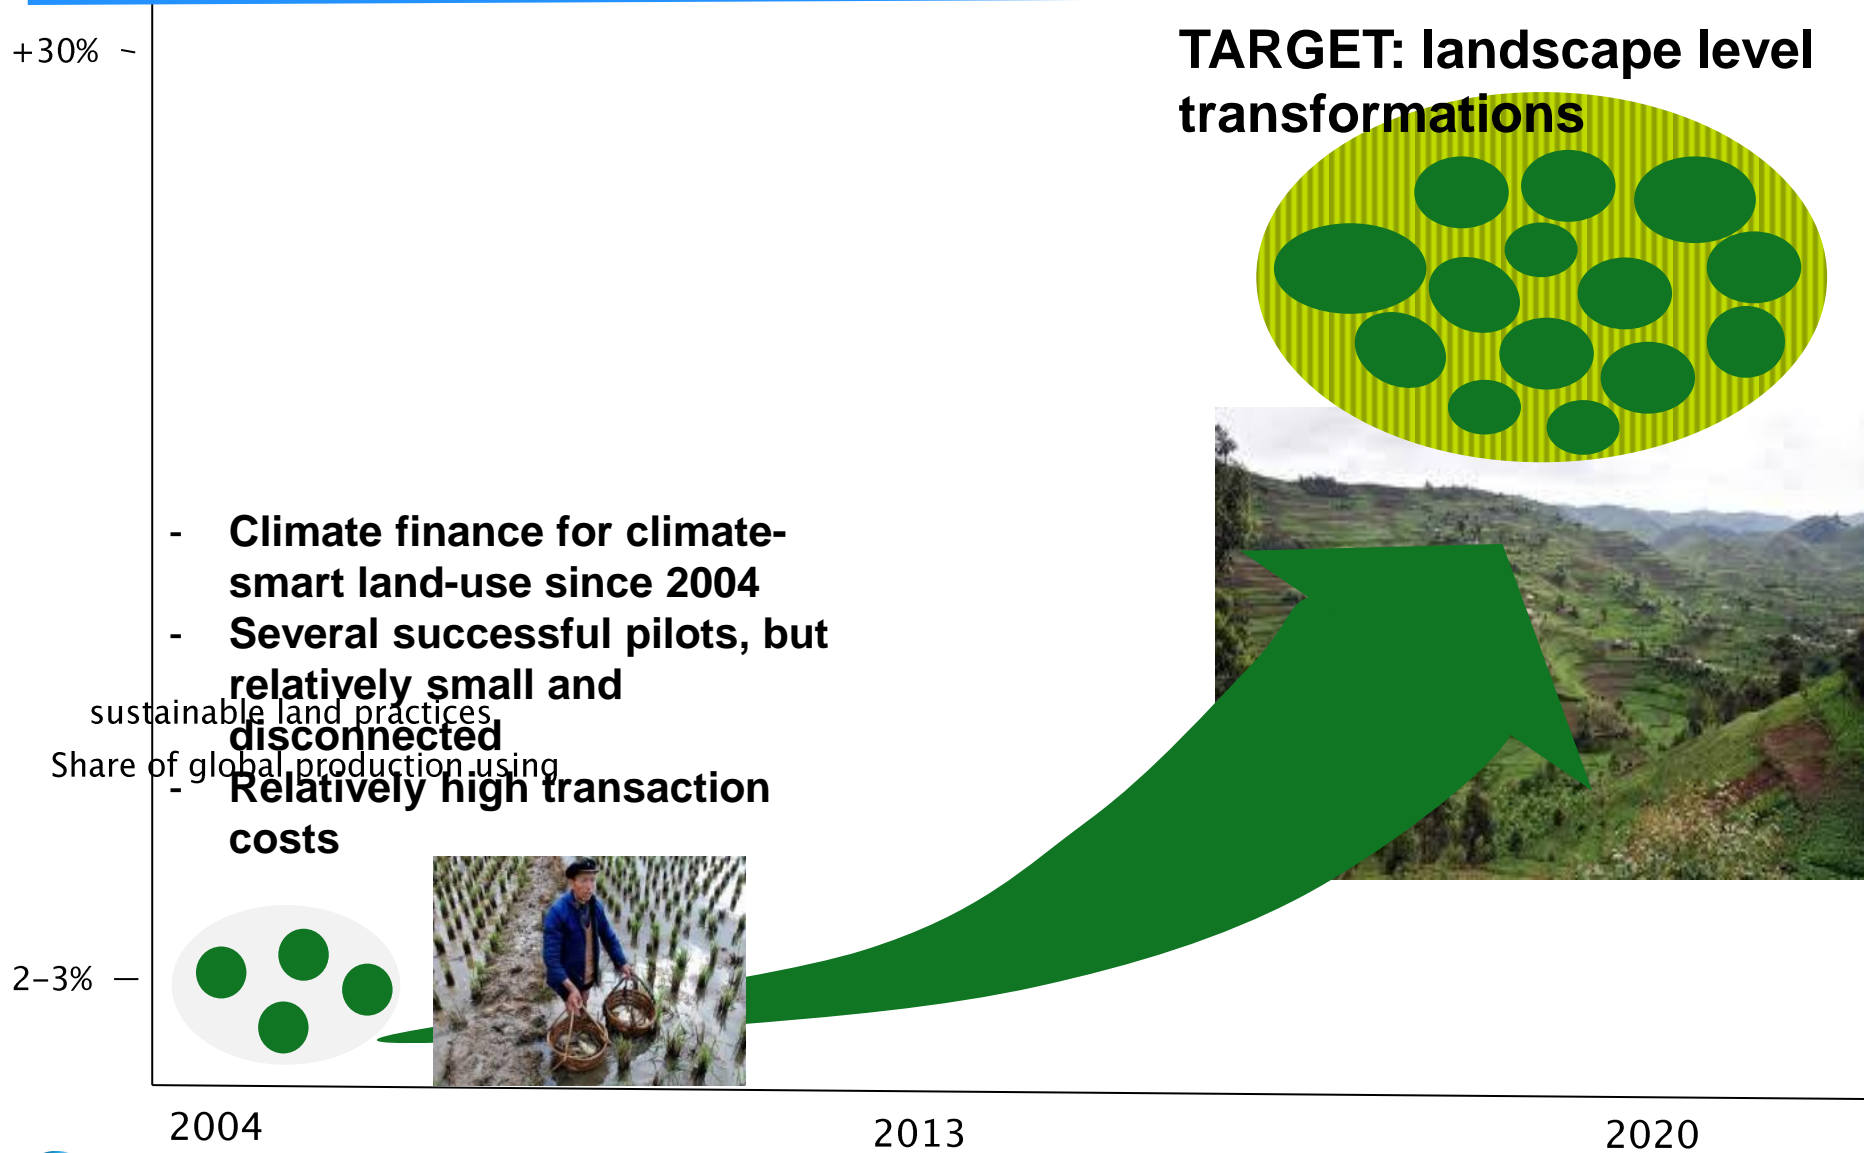 +30%
TARGET: landscape level
transformations
- Climate finance for climate-
smart land-use since 2004
- Several successful pilots, but
relatively small and
disconnected
- Relatively high transaction
costs
Share of global production using
sustainable land practices
2-3%
2004
2013
2020